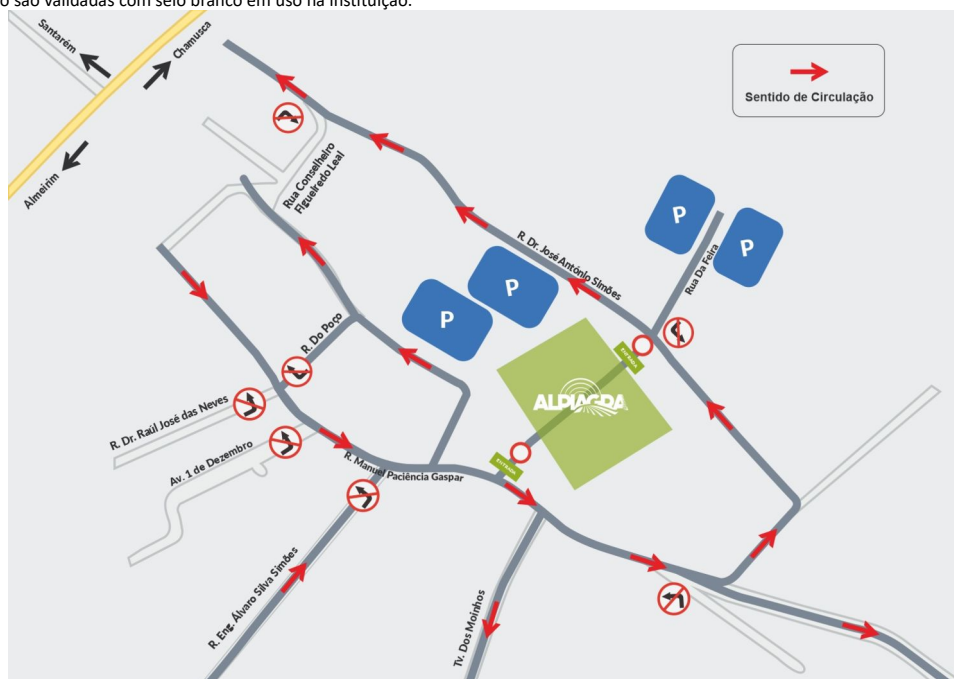 o são validadas com selo branco em uso na instituição.
Santarém
Chamusca
Almeirim
Sentido de Circulação
Rua Conselheiro
Figueiredo Leal
R. Dr. José António Simões
P
P
P
P
Rua Da Feira
R. Do Poço
ENTRADA
ALPIAGRA
R. Dr. Raúl José das Neves
Av. 1 de Dezembro
R. Manuel Paciência Gaspar
ENTRADA
R. Eng. Álvaro Silva Simões
Tv. Dos Moinhos